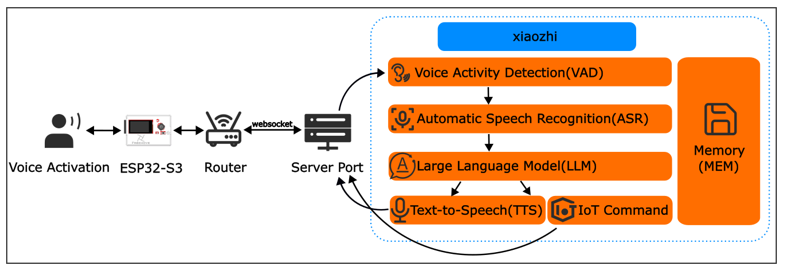 xiaozhi
Voice Activity Detection(VAD)
Automatic Speech Recognition(ASR)
Large Language Model(LLM)
Text-to-Speech(TTS)
IoT Command
Memory
(MEM)
websocket
Voice Activation
ESP32-S3
Router
Server Port